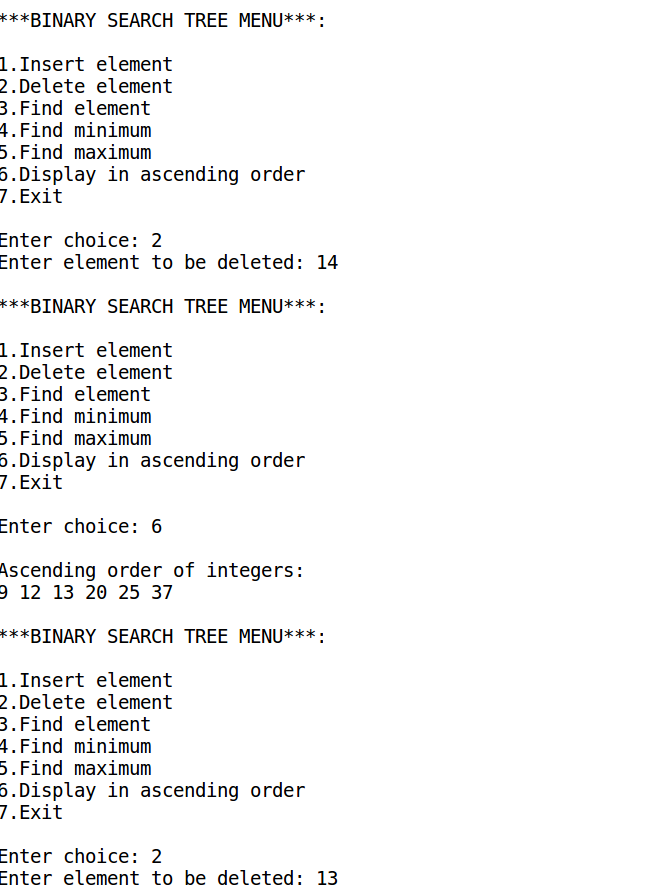 ***BINARY SEARCH TREE MENU***:
1.Insert element
2.Delete element
3.Find element
4.Find minimum
5.Find maximum
6.Display in ascending order
7.Exit
Enter choice: 2
Enter element to be deleted: 14
***BINARY SEARCH TREE MENU***:
1.Insert element
2.Delete element
3.Find element
4.Find minimum
5.Find maximum
6.Display in ascending order
7.Exit
Enter choice: 6
Ascending order of integers:
9 12 13 20 25 37
***BINARY SEARCH TREE MENU***:
1.Insert element
2.Delete element
3.Find element
4.Find minimum
5.Find maximum
6.Display in ascending order
7.Exit
Enter choice: 2
Enter element to be deleted: 13